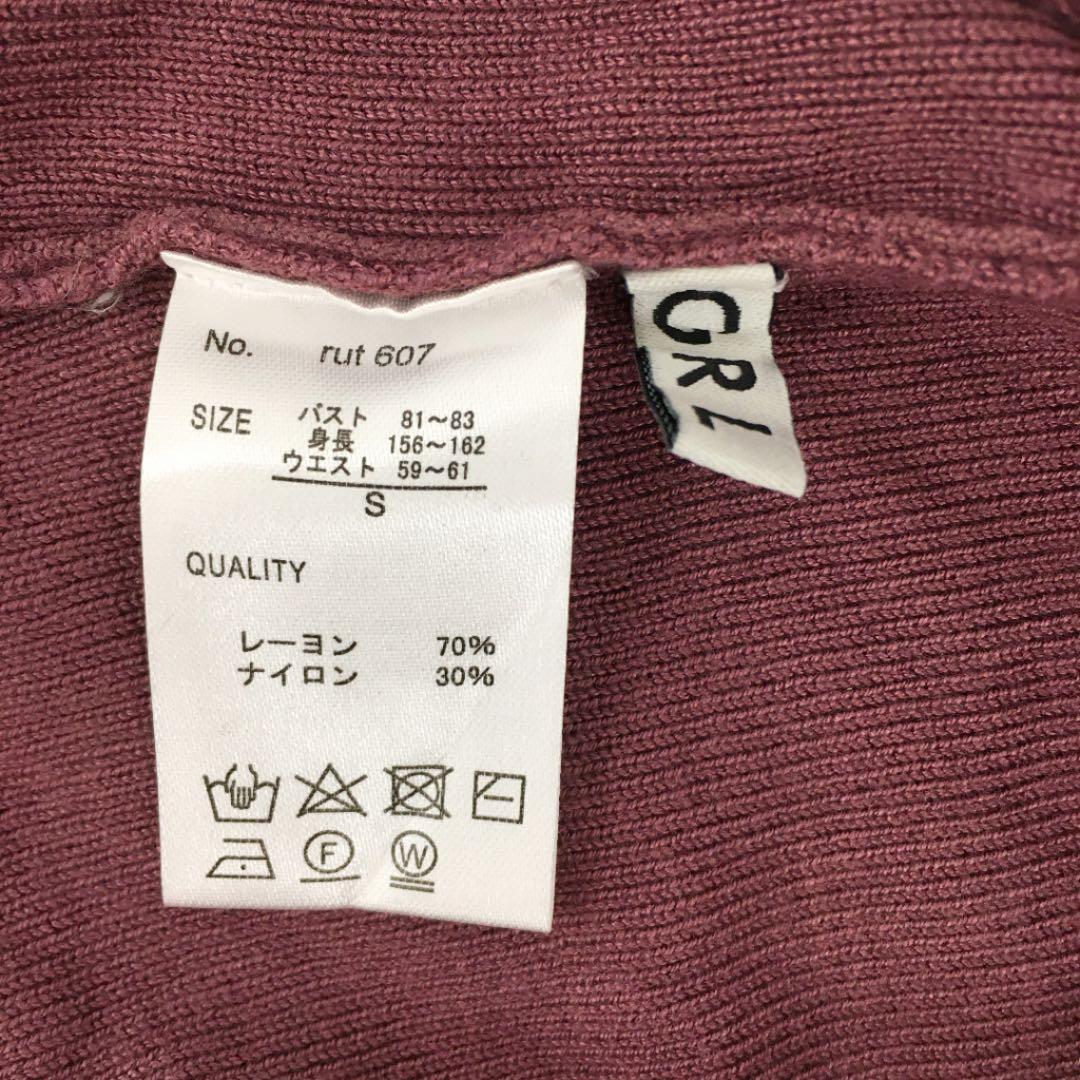 No. rut 607
SIZE バスト 81～83
身長 156～162
ウエスト 59～61
S
QUALITY
レーヨン 70%
ナイロン 30%
F W
GRL